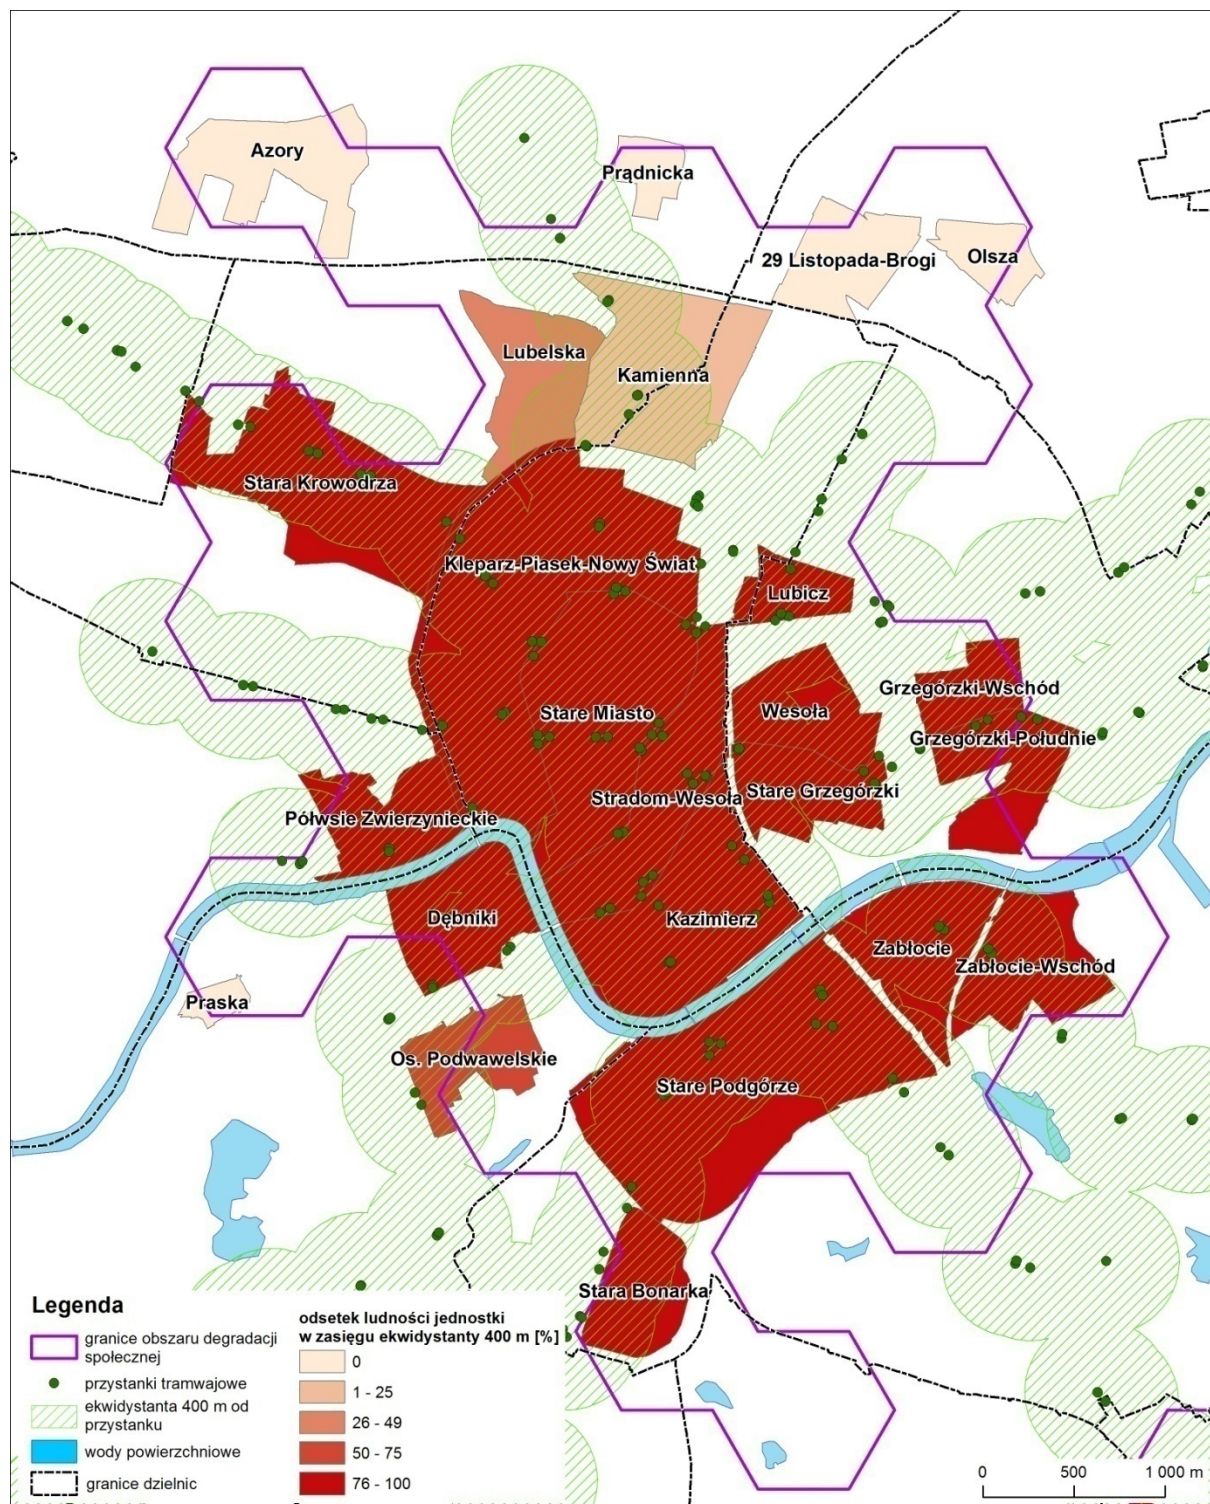 Azory
Prądnicka
29 Listopada-Brogi
Olsza
Lubelska
Kamienna
Stara Krowodrza
Kleparz-Piasek-Nowy Świat
Lubicz
Grzegórzki-Wschód
Wesoła
Stare Miasto
Grzegórzki-Południe
Stradom-Wesoła
Stare Grzegórzki
Półwsie Zwierzynieckie
Dębniki
Kazimierz
Zabłocie
Zabłocie-Wschód
Praska
Os. Podwawelskie
Stare Podgórze
Stara Bonarka
Legenda
granice obszaru degradacji
społecznej
przystanki tramwajowe
ekwidystanta 400 m od
przystanku
wody powierzchniowe
granice dzielnic
odsetek ludności jednostki
w zasięgu ekwidystanty 400 m [%]
0
1 - 25
26 - 49
50 - 75
76 - 100
0 500 1 000 m